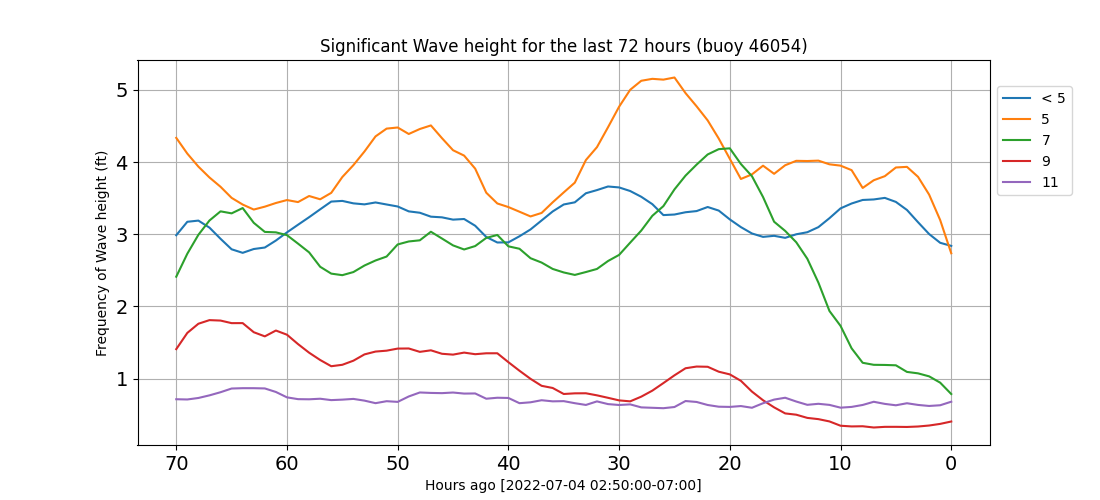 Significant Wave height for the last 72 hours (buoy 46054)
Frequency of Wave height (ft)
5
4
3
2
1
70 60 50 40 30 20 10 0
Hours ago [2022-07-04 02:50:00-07:00]
< 5
5
7
9
11